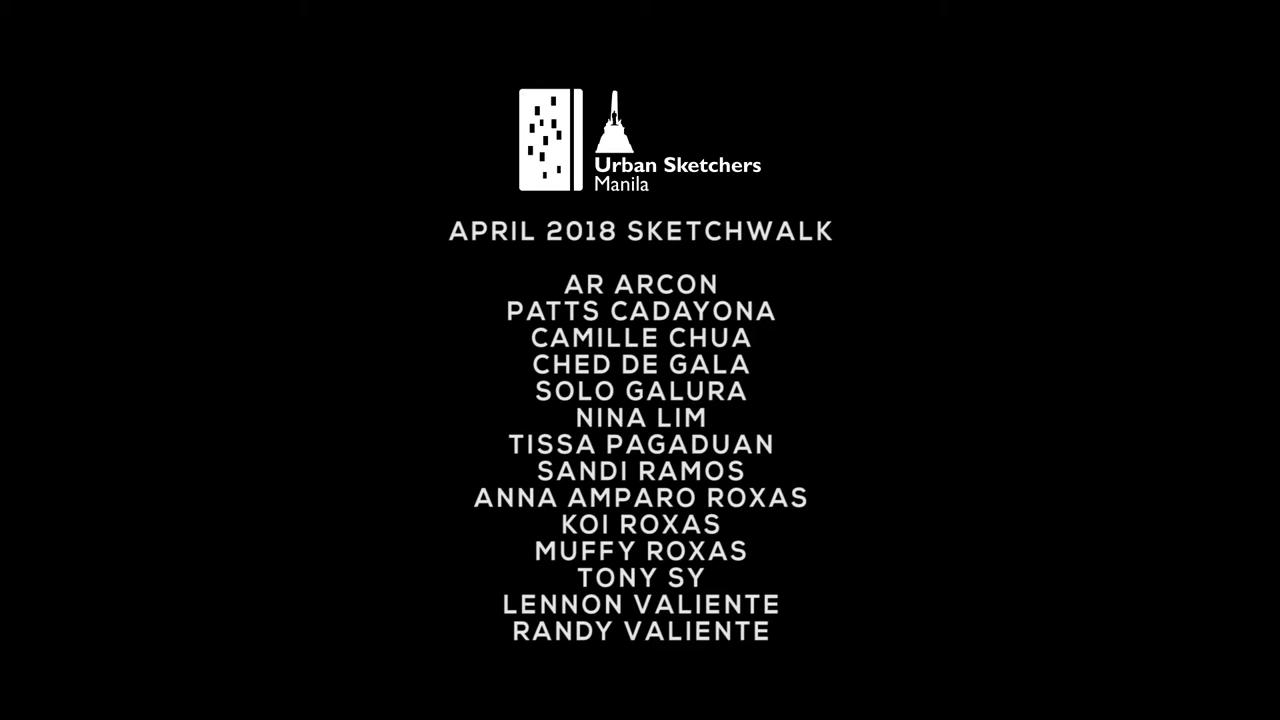 Urban Sketchers
Manila
APRIL 2018 SKETCHWALK
AR ARCON
PATTS CADAYONA
CAMILLE CHUA
CHED DE GALA
SOLO GALURA
NINA LIM
TISSA PAGADUAN
SANDI RAMOS
ANNA AMPARO ROXAS
KOI ROXAS
MUFFY ROXAS
TONY SY
LENNON VALIENTE
RANDY VALIENTE